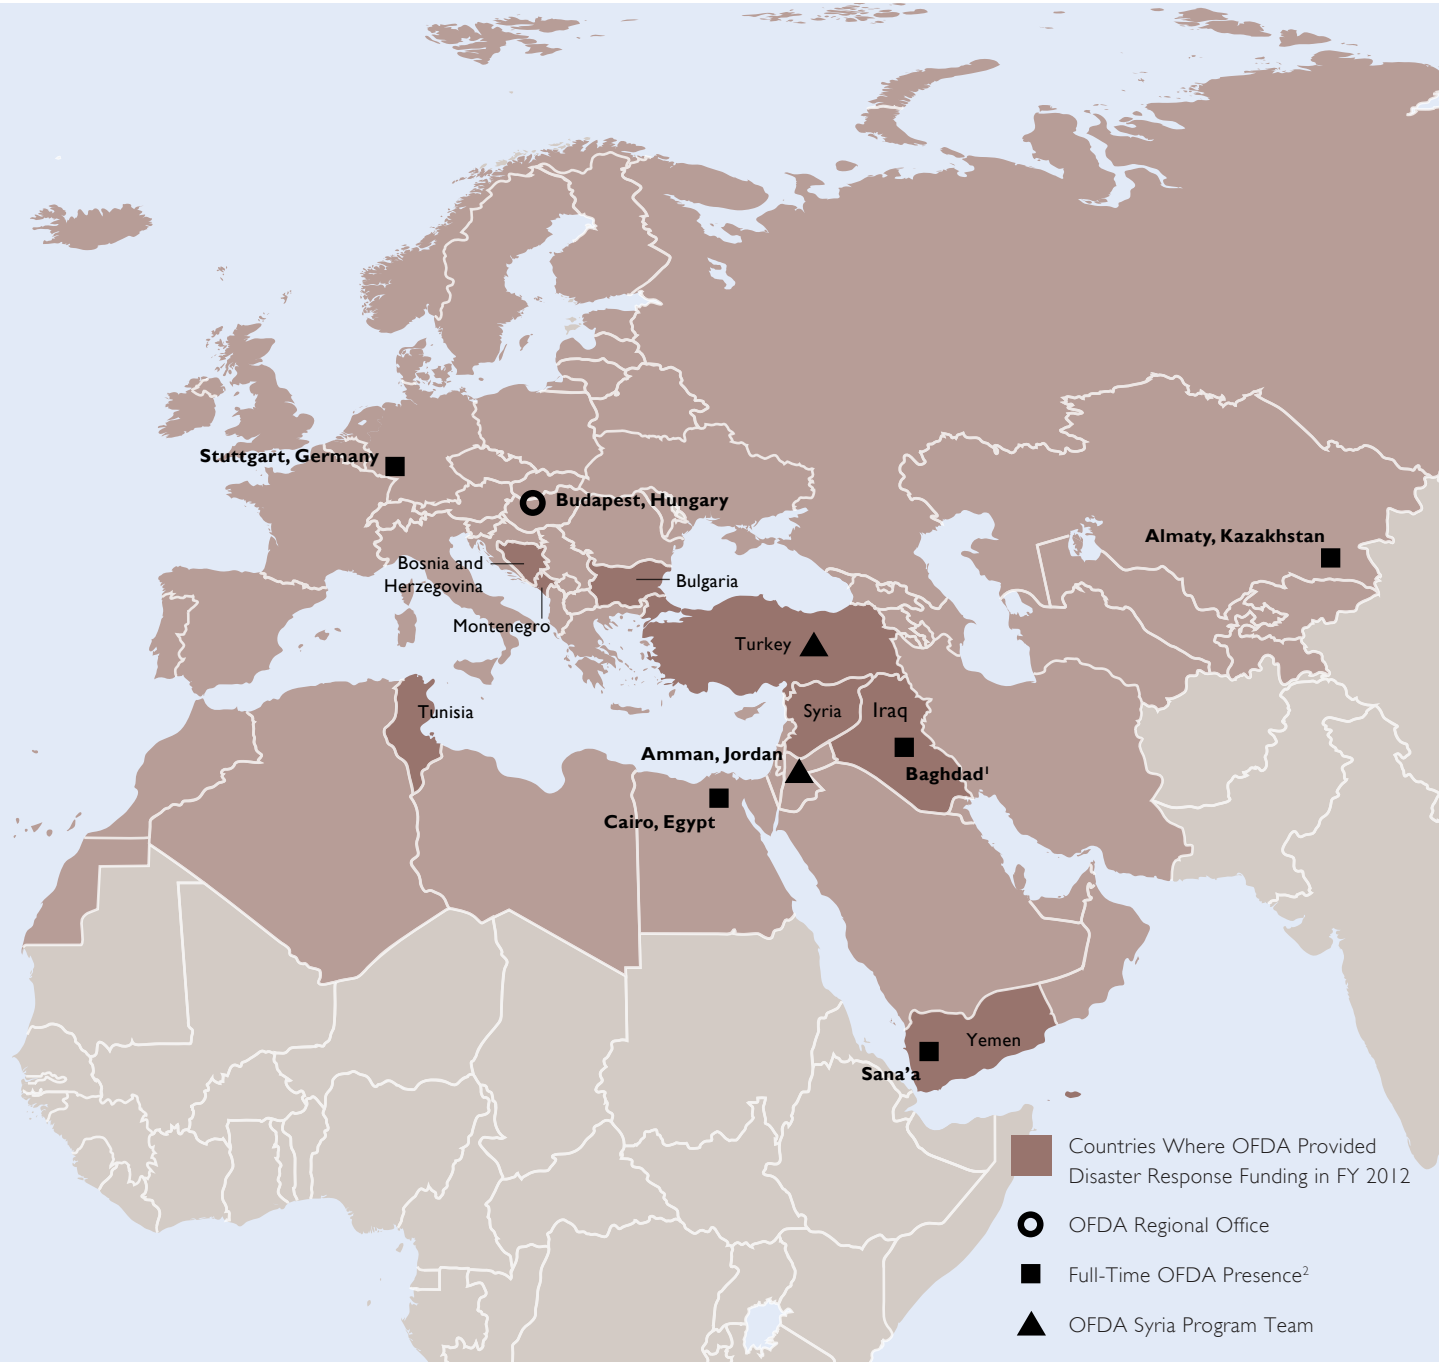 Stuttgart, Germany
Budapest, Hungary
Almaty, Kazakhstan
Bosnia and
Herzegovina
Bulgaria
Montenegro
Turkey
Tunisia
Syria
Iraq
Amman, Jordan
Baghdad¹
Cairo, Egypt
Yemen
Sana’a
Countries Where OFDA Provided
Disaster Response Funding in FY 2012
OFDA Regional Office
Full-Time OFDA Presence²
OFDA Syria Program Team